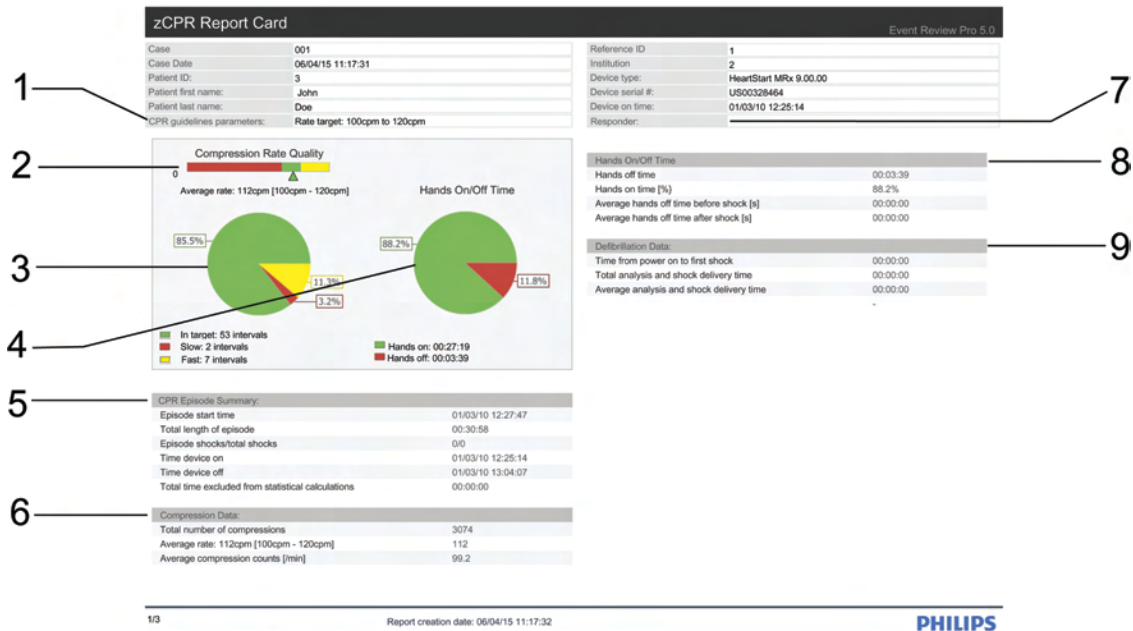 zCPR Report Card
Event Review Pro 5.0
Case 001
Case Date 06/04/15 11:17:31
Patient ID: 3
Patient first name: John
Patient last name: Doe
CPR guidelines parameters: Rate target: 100cpm to 120cpm
Reference ID 1
Institution 2
Device type: HeartStart MRx 9.00.00
Device serial #: US00328464
Device on time: 01/03/10 12:25:14
Responder:
1
2
3
4
5
6
7
8
9
Compression Rate Quality
0
Average rate: 112cpm [100cpm - 120cpm]
85.5%
11.3%
3.2%
In target: 53 intervals
Slow: 2 intervals
Fast: 7 intervals
Hands On/Off Time
88.2%
11.8%
Hands on: 00:27:19
Hands off: 00:03:39
Hands On/Off Time
Hands off time 00:03:39
Hands on time [%) 88.2%
Average hands off time before shock [s] 00:00:00
Average hands off time after shock [s] 00:00:00
Defibrillation Data:
Time from power on to first shock 00:00:00
Total analysis and shock delivery time 00:00:00
Average analysis and shock delivery time 00:00:00
-
CPR Episode Summary:
Episode start time 01/03/10 12:27:47
Total length of episode 00:30:58
Episode shocks/total shocks 0/0
Time device on 01/03/10 12:25:14
Time device off 01/03/10 13:04:07
Total time excluded from statistical calculations 00:00:00
Compression Data:
Total number of compressions 3074
Average rate: 112cpm [100cpm - 120cpm] 112
Average compression counts [/min] 99.2
1/3
Report creation date: 06/04/15 11:17:32
PHILIPS